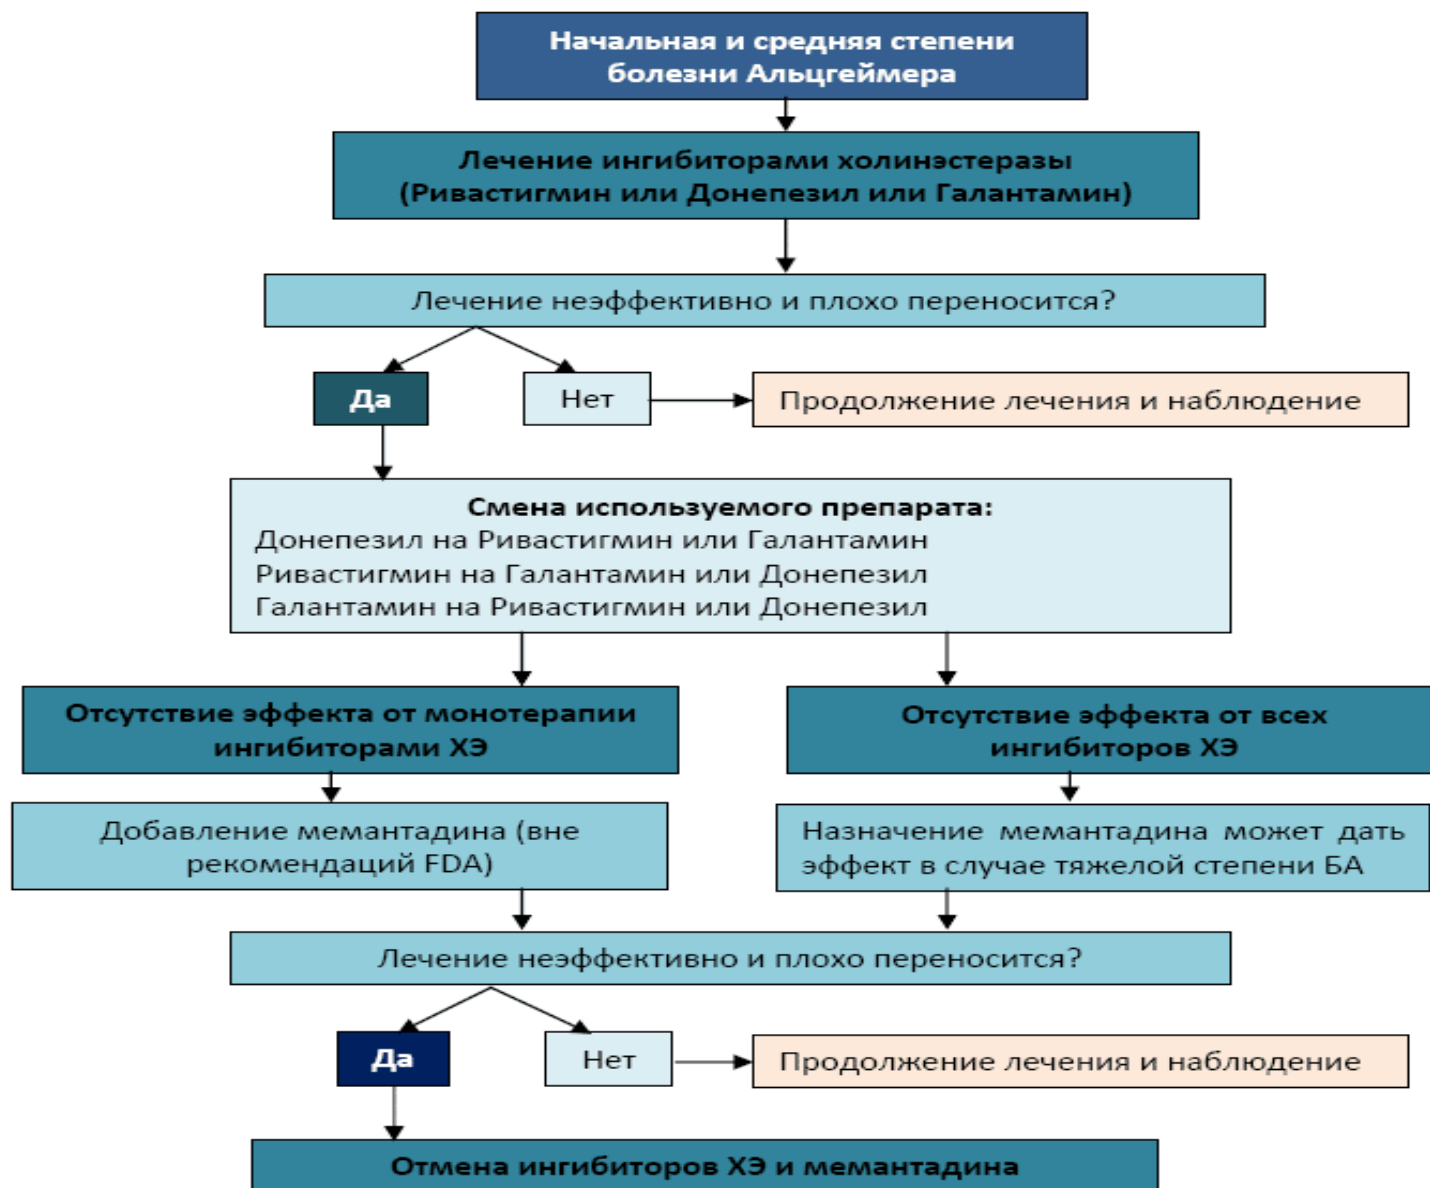 Начальная и средняя степени
болезни Альцгеймера
Лечение ингибиторами холинэстеразы
(Ривастигмин или Донепезил или Галантамин)
Лечение неэффективно и плохо переносится?
Да
Нет
Продолжение лечения и наблюдение
Смена используемого препарата:
Донепезил на Ривастигмин или Галантамин
Ривастигмин на Галантамин или Донепезил
Галантамин на Ривастигмин или Донепезил
Отсутствие эффекта от монотерапии
ингибиторами ХЭ
Отсутствие эффекта от всех
ингибиторов ХЭ
Добавление мемантадина (вне
рекомендаций FDA)
Назначение мемантадина может дать
эффект в случае тяжелой степени БА
Лечение неэффективно и плохо переносится?
Да
Нет
Продолжение лечения и наблюдение
Отмена ингибиторов ХЭ и мемантадина